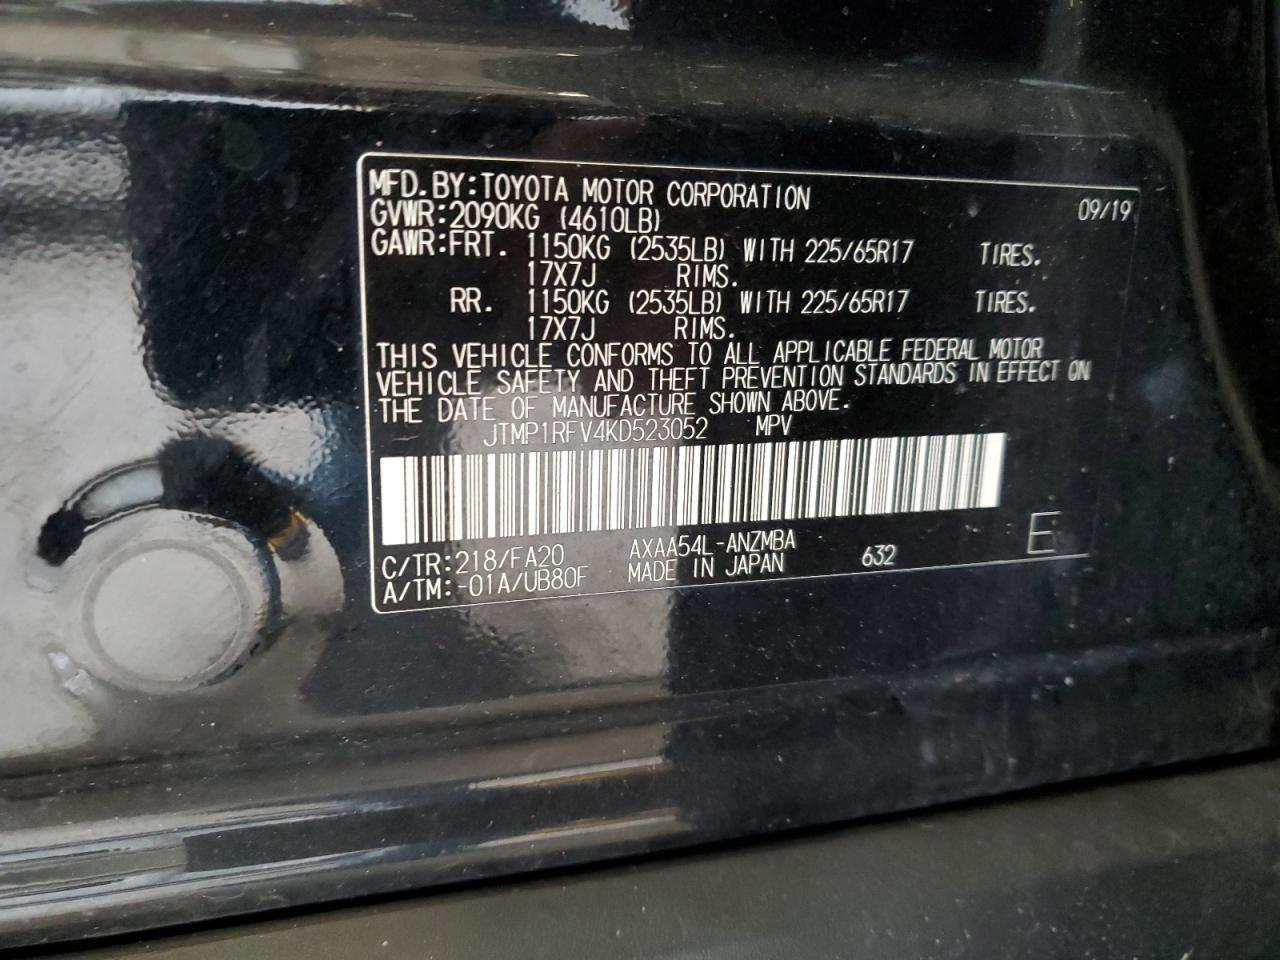 MFD.BY:TOYOTA MOTOR CORPORATION 09/19
GVWR:2090KG (4610LB)
GAWR:FRT. 1150KG (2535LB) WITH 225/65R17 TIRES.
17X7J RIMS.
RR. 1150KG (2535LB) WITH 225/65R17 TIRES.
17X7J RIMS.
THIS VEHICLE CONFORMS TO ALL APPLICABLE FEDERAL MOTOR
VEHICLE SAFETY AND THEFT PREVENTION STANDARDS IN EFFECT ON
THE DATE OF MANUFACTURE SHOWN ABOVE.
JTMP1RFV4KD523052 MPV
C/TR:218/FA20 AXAA54L-ANZMBA 632 E
A/TM:-01A/UB80F MADE IN JAPAN